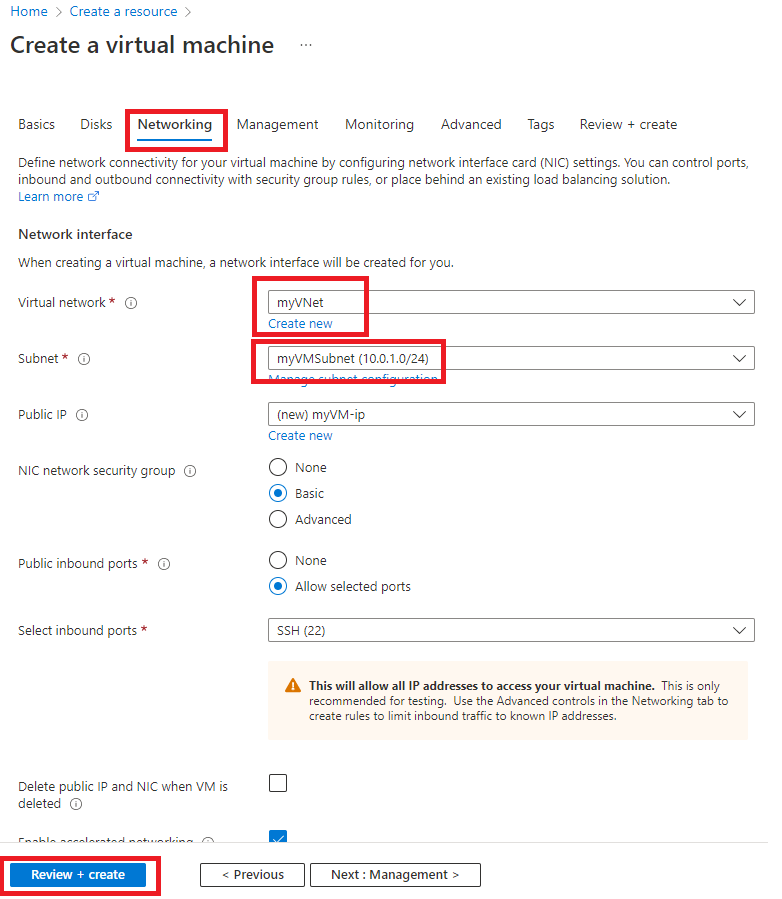 Home > Create a resource >
Create a virtual machine ...
Basics Disks Networking Management Monitoring Advanced Tags Review + create
Define network connectivity for your virtual machine by configuring network interface card (NIC) settings. You can control ports,
inbound and outbound connectivity with security group rules, or place behind an existing load balancing solution.
Learn more
Network interface
When creating a virtual machine, a network interface will be created for you.
Virtual network * myVNet
Create new
Subnet * myVMSubnet (10.0.1.0/24)
Manage subnet configuration
Public IP (new) myVM-ip
Create new
NIC network security group
None
Basic
Advanced
Public inbound ports *
None
Allow selected ports
Select inbound ports * SSH (22)
This will allow all IP addresses to access your virtual machine. This is only
recommended for testing. Use the Advanced controls in the Networking tab to
create rules to limit inbound traffic to known IP addresses.
Delete public IP and NIC when VM is
deleted
Enable accelerated networking
Review + create < Previous Next : Management >